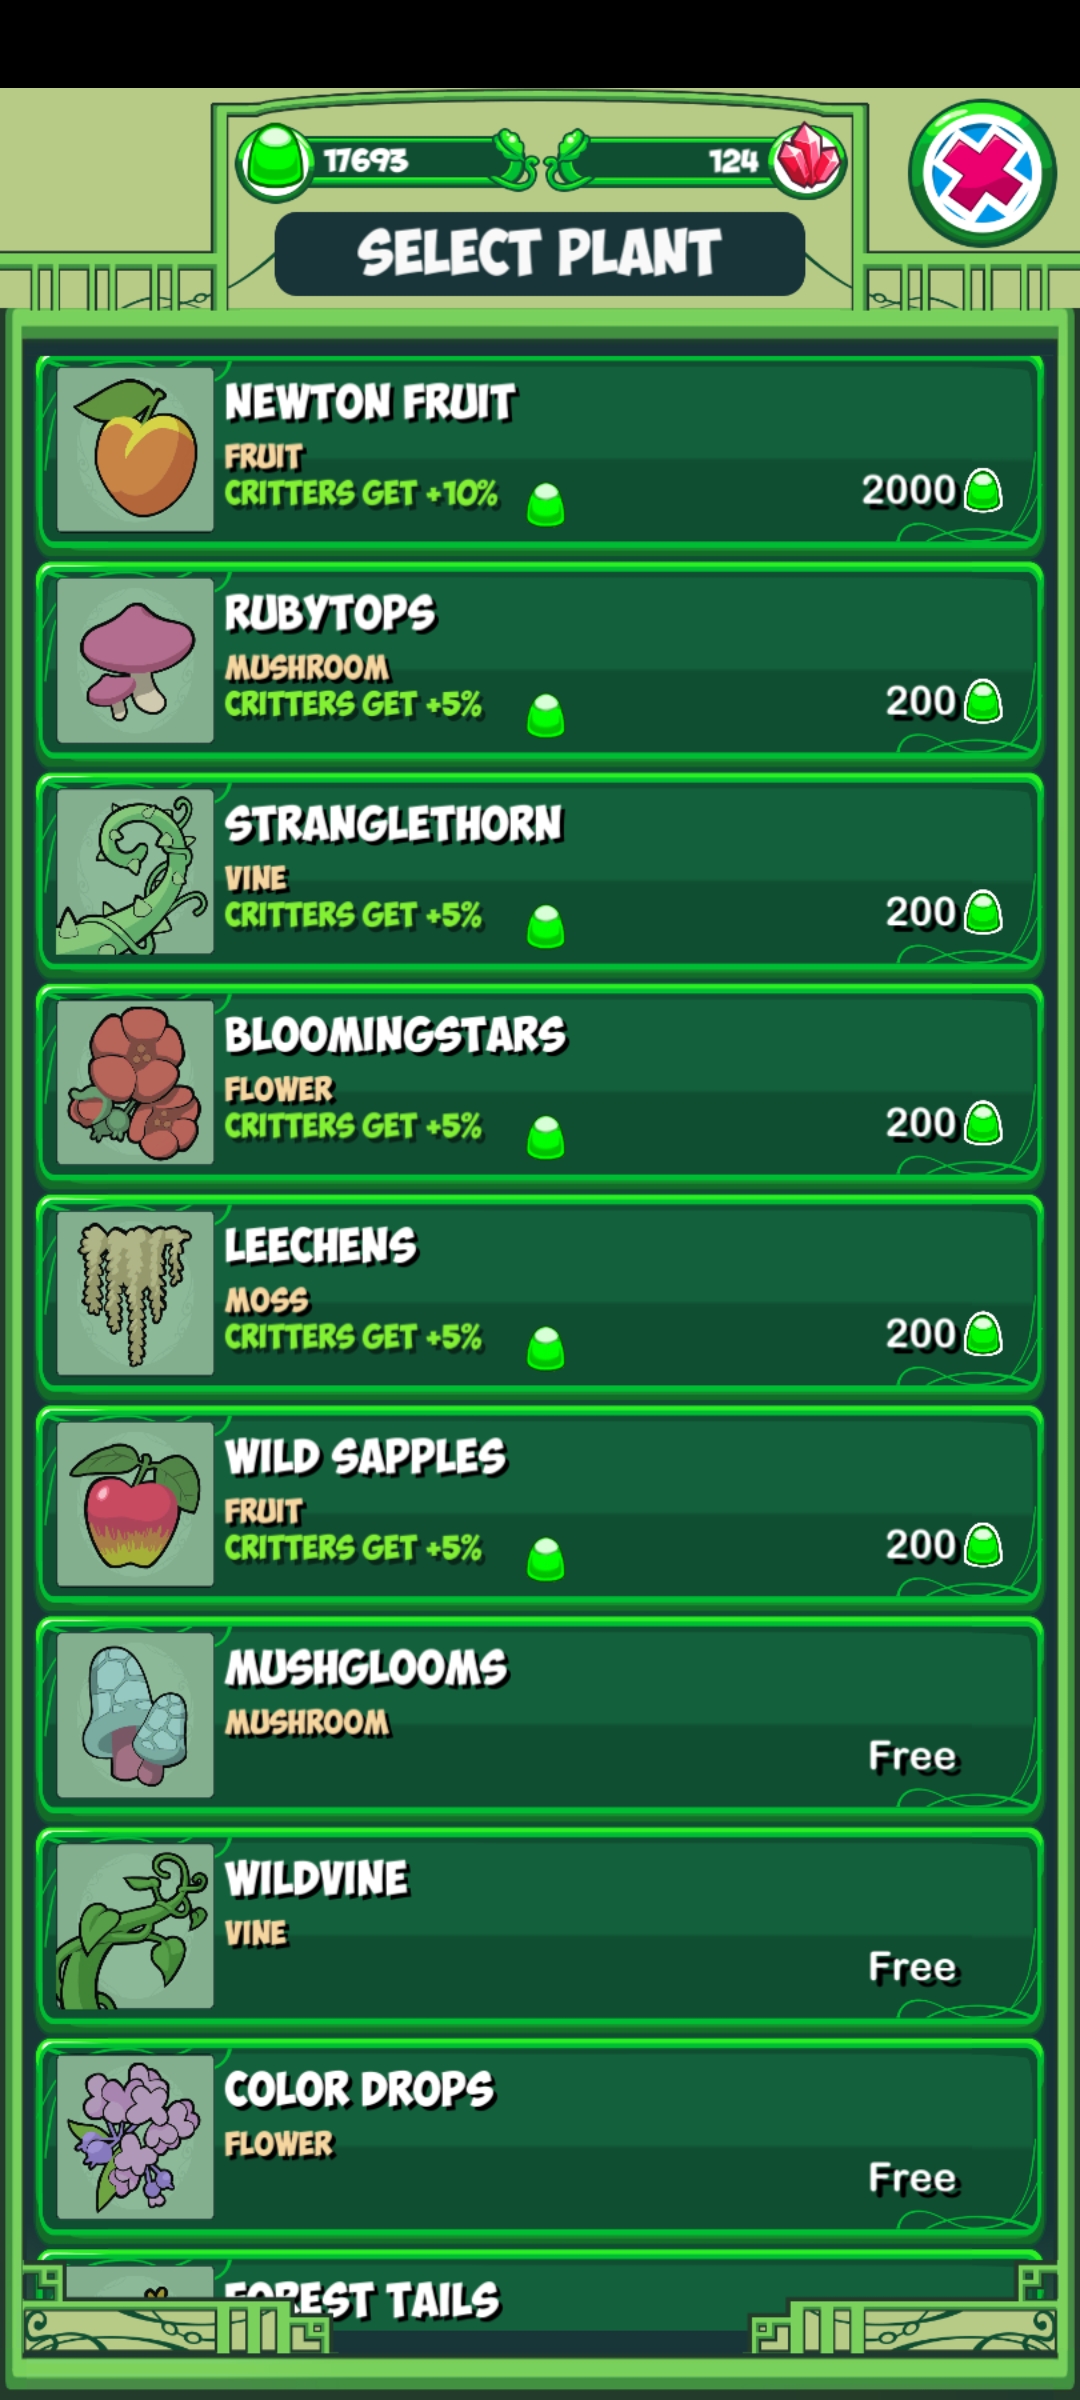 17693
124
SELECT PLANT
NEWTON FRUIT
FRUIT
CRITTERS GET +10%
2000
RUBYTOPS
MUSHROOM
CRITTERS GET +5%
200
STRANGLETHORN
VINE
CRITTERS GET +5%
200
BLOOMINGSTARS
FLOWER
CRITTERS GET +5%
200
LEECHENS
MOSS
CRITTERS GET +5%
200
WILD SAPPLES
FRUIT
CRITTERS GET +5%
200
MUSHGLOOMS
MUSHROOM
Free
WILDVINE
VINE
Free
COLOR DROPS
FLOWER
Free
FOREST TAILS